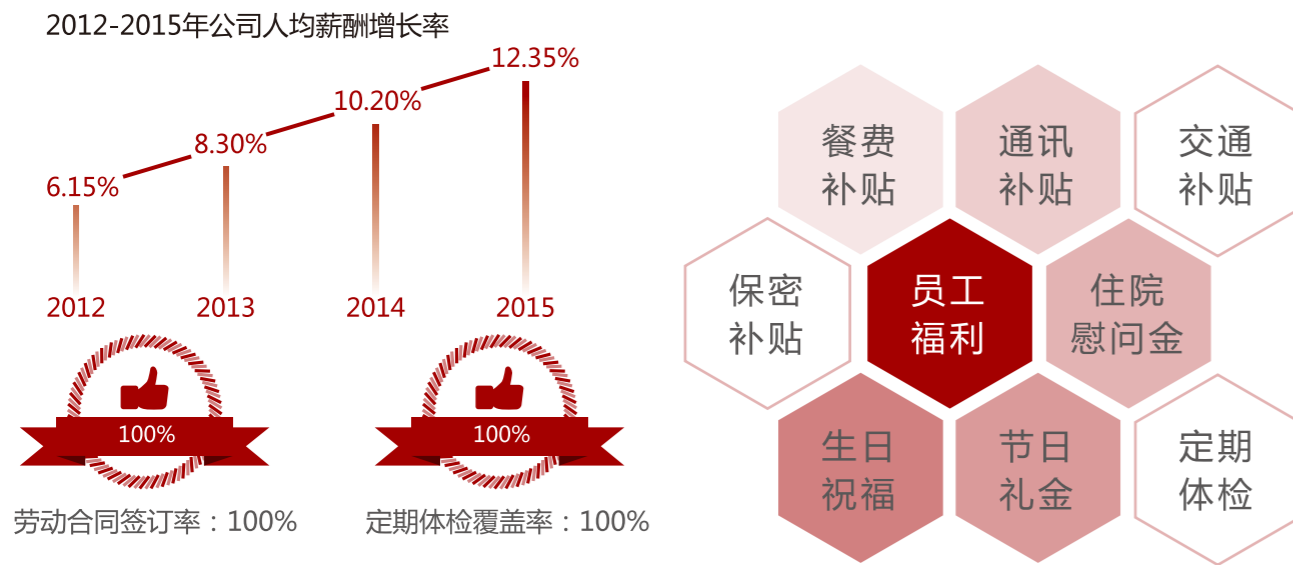 2012-2015年公司人均薪酬增长率
12.35%
10.20%
8.30%
6.15%
2012
2013
2014
2015
100%
100%
劳动合同签订率：100%
定期体检覆盖率：100%
餐费
补贴
通讯
补贴
交通
补贴
保密
补贴
员工
福利
住院
慰问金
生日
祝福
节日
礼金
定期
体检